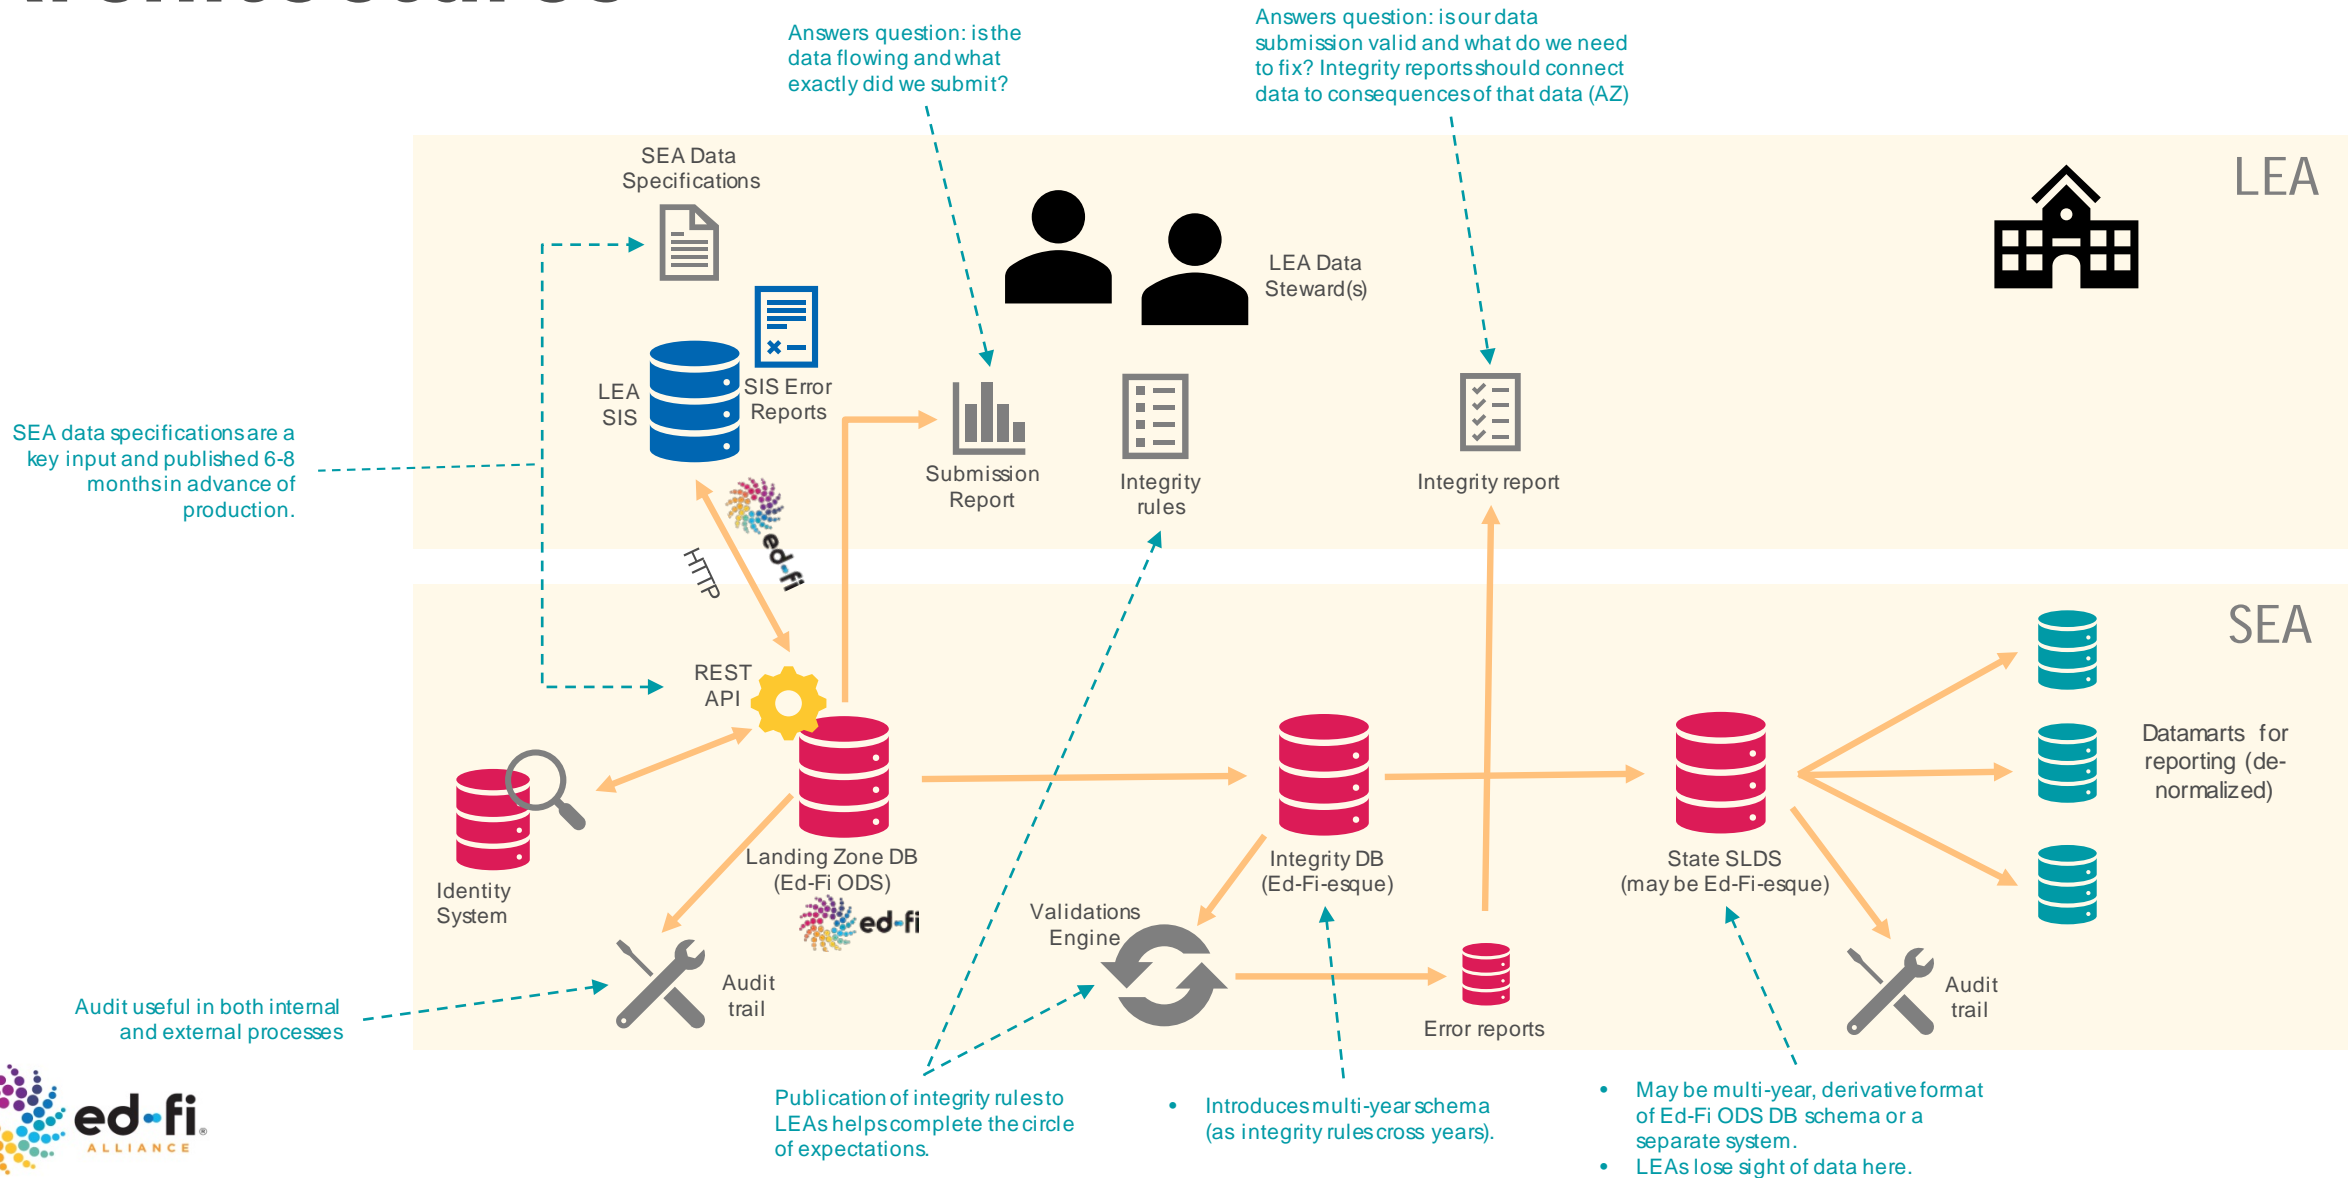 Answers question: is the
data flowing and what
exactly did we submit?
Answers question: is our data
submission valid and what do we need
to fix? Integrity reports should connect
data to consequences of that data (AZ)
LEA
SEA Data
Specifications
LEA Data
Steward(s)
LEA
SIS
SIS Error
Reports
SEA data specifications are a
key input and published 6-8
months in advance of
production.
Submission
Report
Integrity
rules
Integrity report
HTTP
ed-fi
SEA
REST
API
Datamarts for
reporting (de-
normalized)
Landing Zone DB
(Ed-Fi ODS)
ed-fi
Integrity DB
(Ed-Fi-esque)
State SLDS
(may be Ed-Fi-esque)
Identity
System
Validations
Engine
Audit
trail
Error reports
Audit
trail
Audit useful in both internal
and external processes
Publication of integrity rules to
LEAs helps complete the circle
of expectations.
• Introduces multi-year schema
(as integrity rules cross years).
• May be multi-year, derivative format
of Ed-Fi ODS DB schema or a
separate system.
• LEAs lose sight of data here.
ed-fi®
ALLIANCE